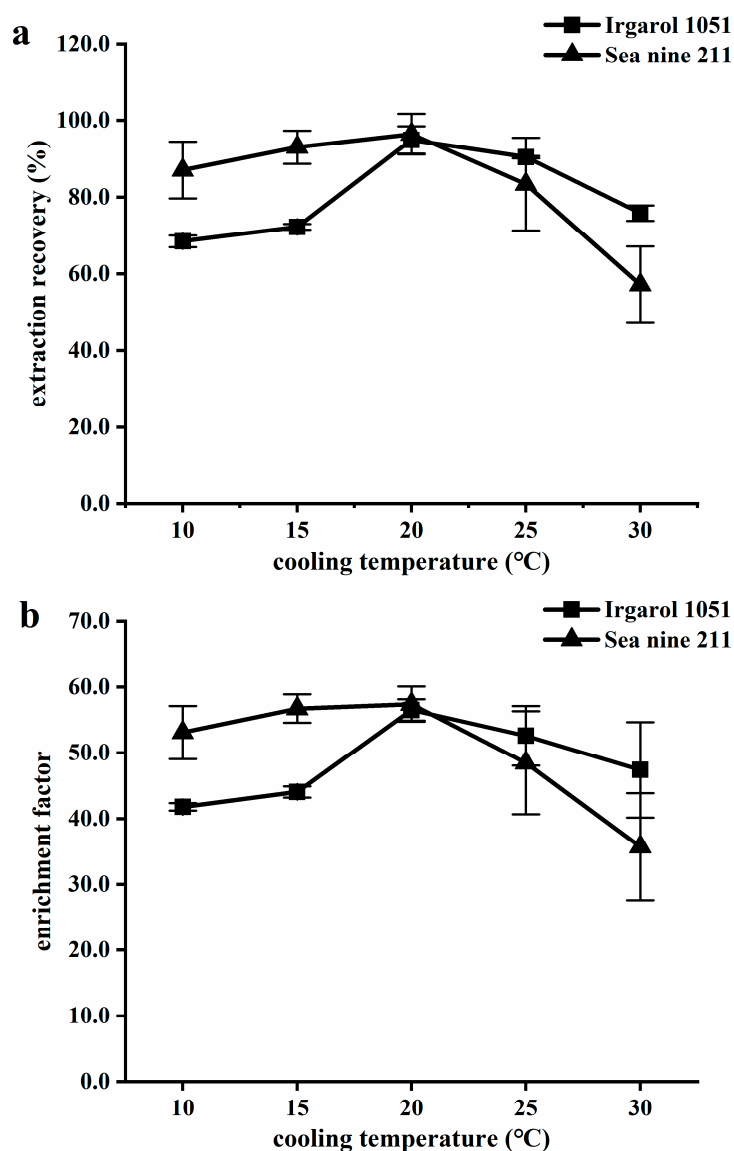 a
Irgarol 1051
Sea nine 211
120.0
100.0
80.0
60.0
40.0
20.0
0.0
extraction recovery (%)
10 15 20 25 30
cooling temperature (℃)
b
Irgarol 1051
Sea nine 211
70.0
60.0
50.0
40.0
30.0
20.0
10.0
0.0
enrichment factor
10 15 20 25 30
cooling temperature (℃)